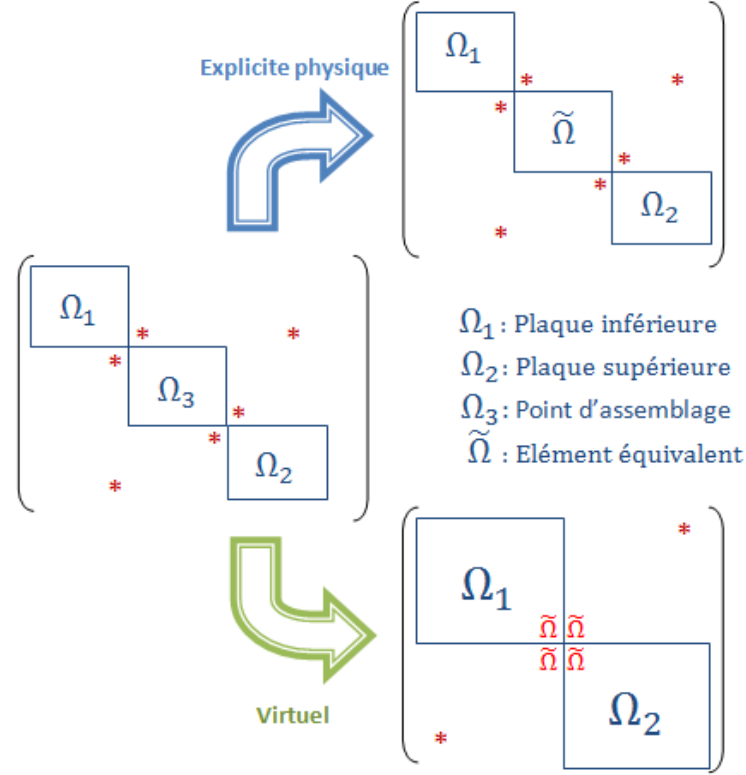 Explicite physique
Ω₁
*
*
*
Ω̃
*
*
*
Ω₂
Ω₁
*
*
*
Ω₃
*
*
*
Ω₂
Ω₁ : Plaque inférieure
Ω₂ : Plaque supérieure
Ω₃ : Point d'assemblage
Ω̃ : Elément équivalent
Virtuel
*
Ω₁
Ω̃ Ω̃
Ω̃ Ω̃
Ω₂
*